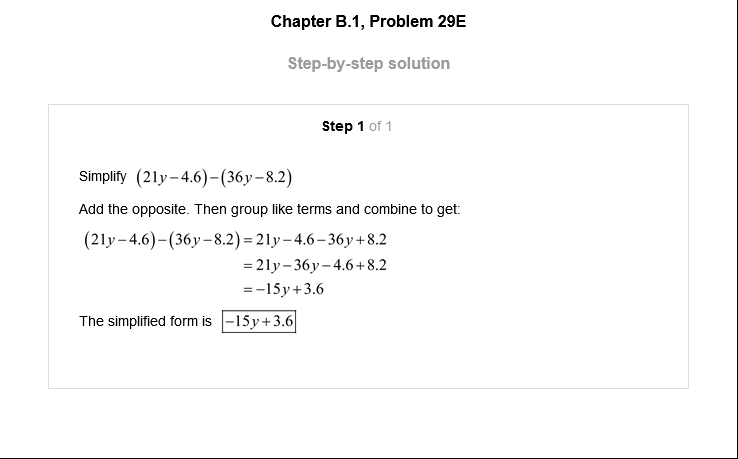 Chapter B.1, Problem 29E
Step-by-step solution
Step 1 of 1
Simplify (21y−4.6)−(36y−8.2)
Add the opposite. Then group like terms and combine to get:
(21y−4.6)−(36y−8.2)=21y−4.6−36y+8.2
=21y−36y−4.6+8.2
=−15y+3.6
The simplified form is −15y+3.6